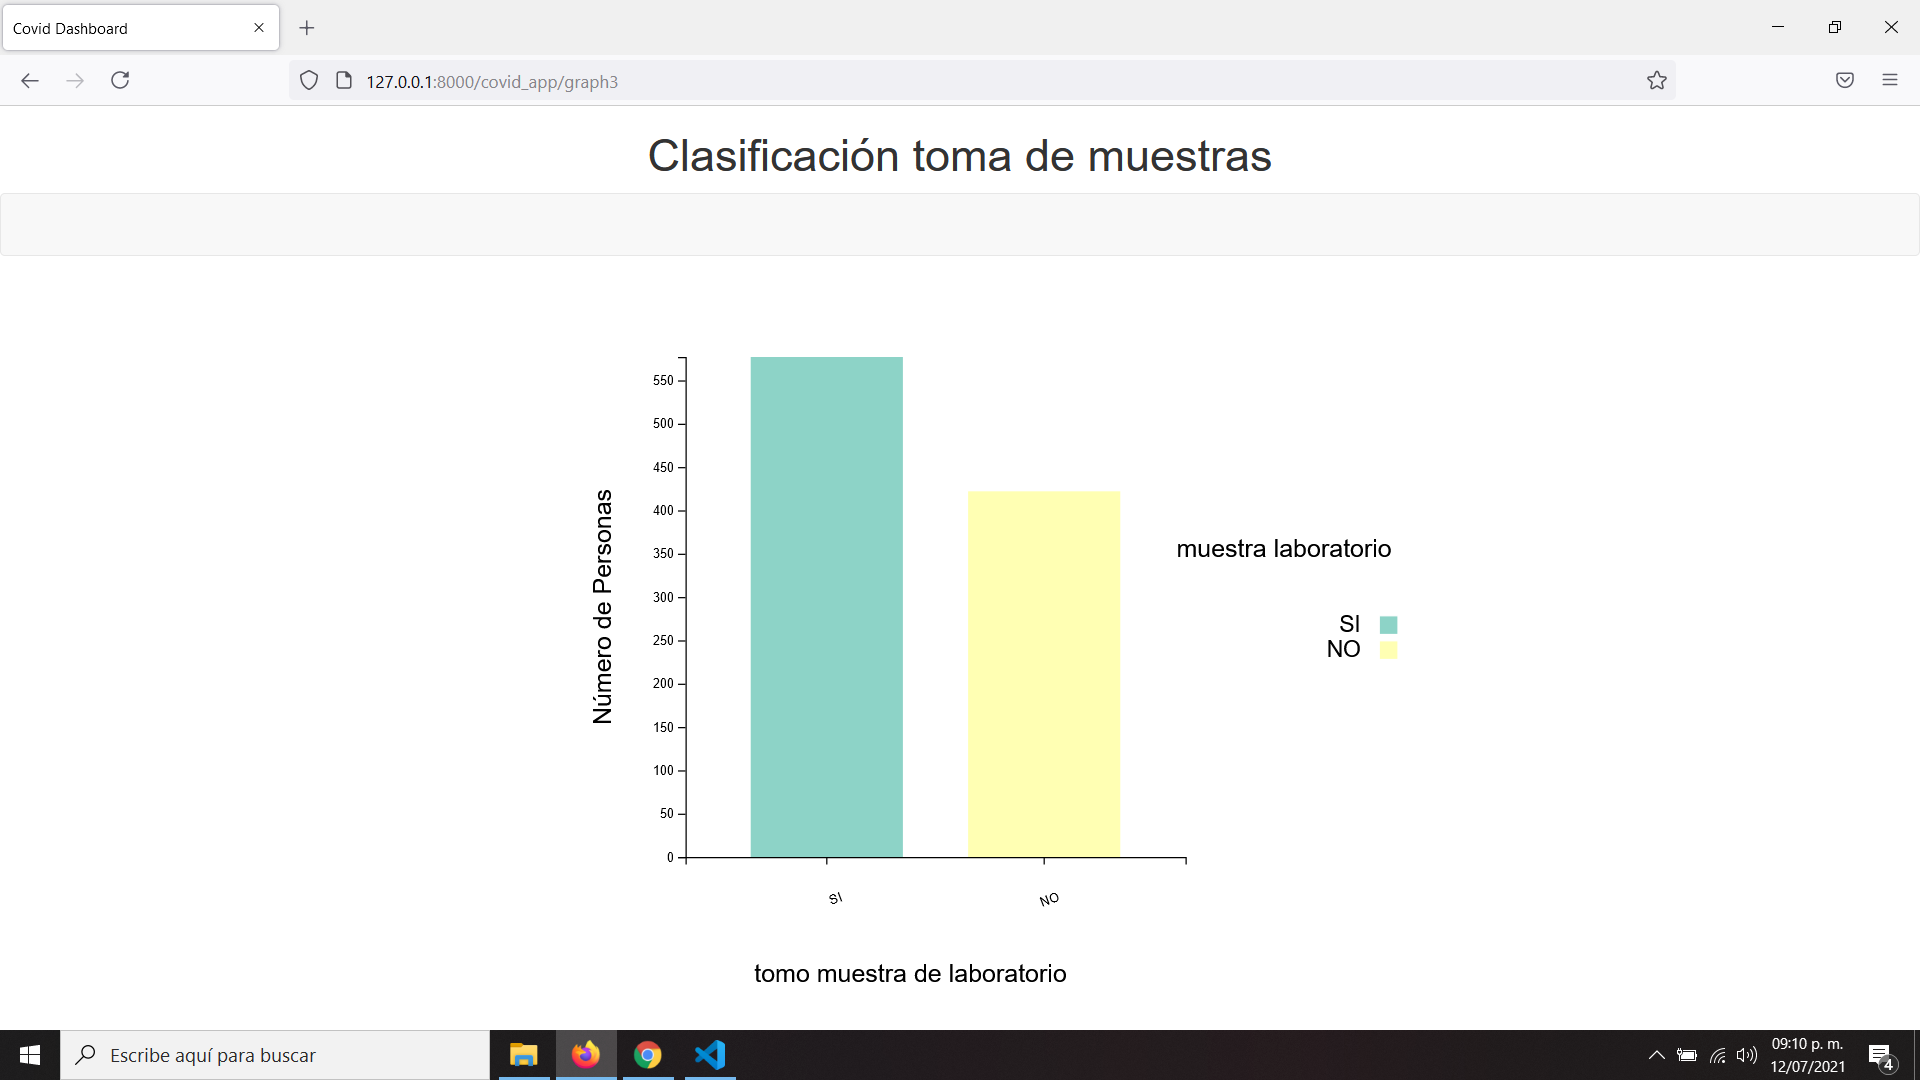 Covid Dashboard
127.0.0.1:8000/covid_app/graph3
Clasificación toma de muestras
Número de Personas
550
500
450
400
350
300
250
200
150
100
50
0
SI
NO
tomo muestra de laboratorio
muestra laboratorio
SI
NO
Escribe aquí para buscar
09:10 p. m.
12/07/2021
4